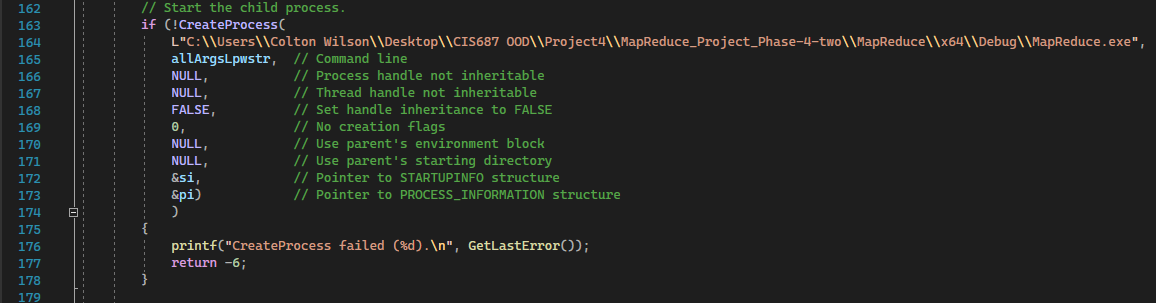 162 // Start the child process.
163 if (!CreateProcess(
164 L"C:\\Users\\Colton Wilson\\Desktop\\CIS687 OOD\\Project4\\MapReduce_Project_Phase-4-two\\MapReduce\\x64\\Debug\\MapReduce.exe",
165 allArgsLpwstr, // Command line
166 NULL, // Process handle not inheritable
167 NULL, // Thread handle not inheritable
168 FALSE, // Set handle inheritance to FALSE
169 0, // No creation flags
170 NULL, // Use parent's environment block
171 NULL, // Use parent's starting directory
172 &si, // Pointer to STARTUPINFO structure
173 &pi) // Pointer to PROCESS_INFORMATION structure
174 )
175 {
176 printf("CreateProcess failed (%d).\n", GetLastError());
177 return -6;
178 }
179